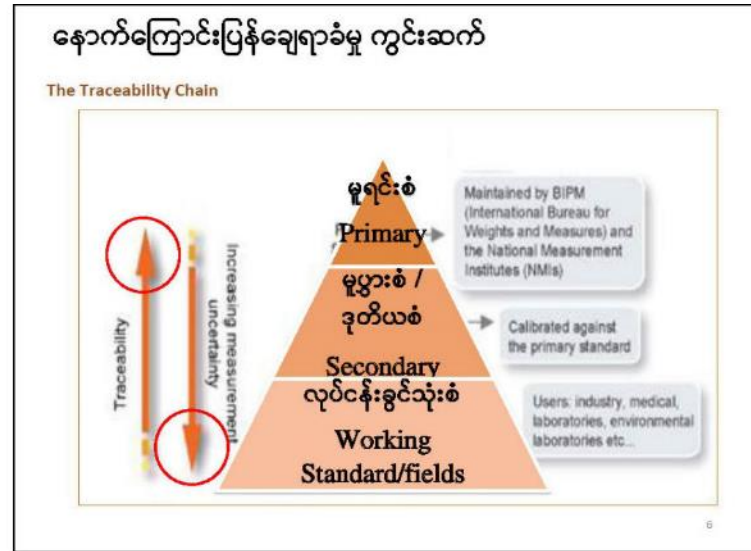 နောက်ကြောင်းပြန်ချေရာခံမှု ကွင်းဆက်
The Traceability Chain
Traceability
Increasing measurement
uncertainty
မူရင်းစံ
Primary
မူပွားစံ /
ဒုတိယစံ
Secondary
လုပ်ငန်းခွင်သုံးစံ
Working
Standard/fields
Maintained by BIPM
(International Bureau for
Weights and Measures) and
the National Measurement
Institutes (NMIs)
Calibrated against
the primary standard
Users: industry, medical,
laboratories, environmental
laboratories etc...
6